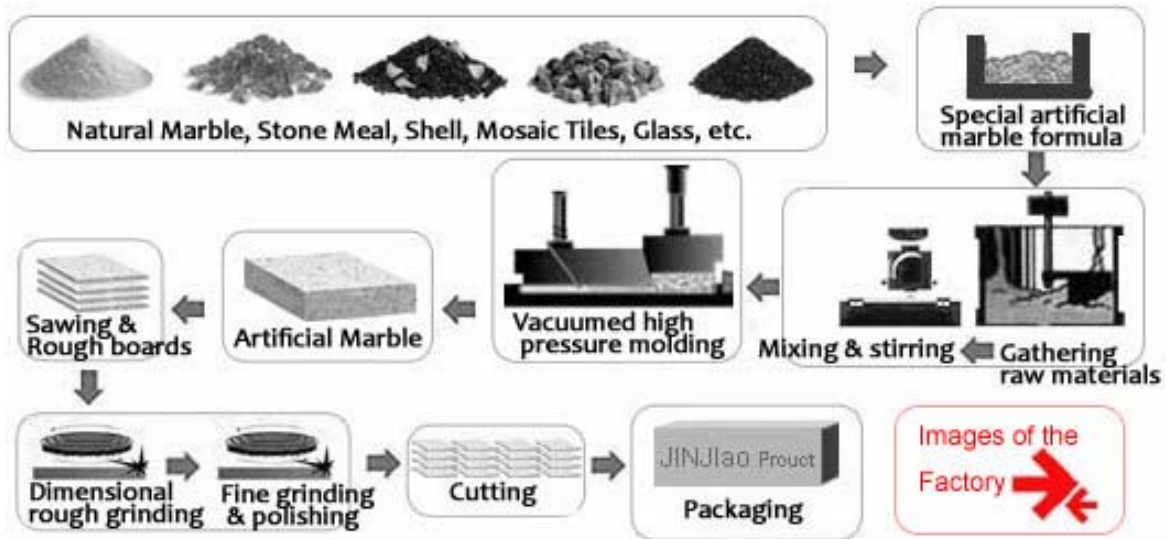 Natural Marble, Stone Meal, Shell, Mosaic Tiles, Glass, etc.
Special artificial
marble formula
Gathering
raw materials
Mixing & stirring
Vacuumed high
pressure molding
Artificial Marble
Sawing &
Rough boards
Dimensional
rough grinding
Fine grinding
& polishing
Cutting
JINJiao Prouct
Packaging
Images of the
Factory